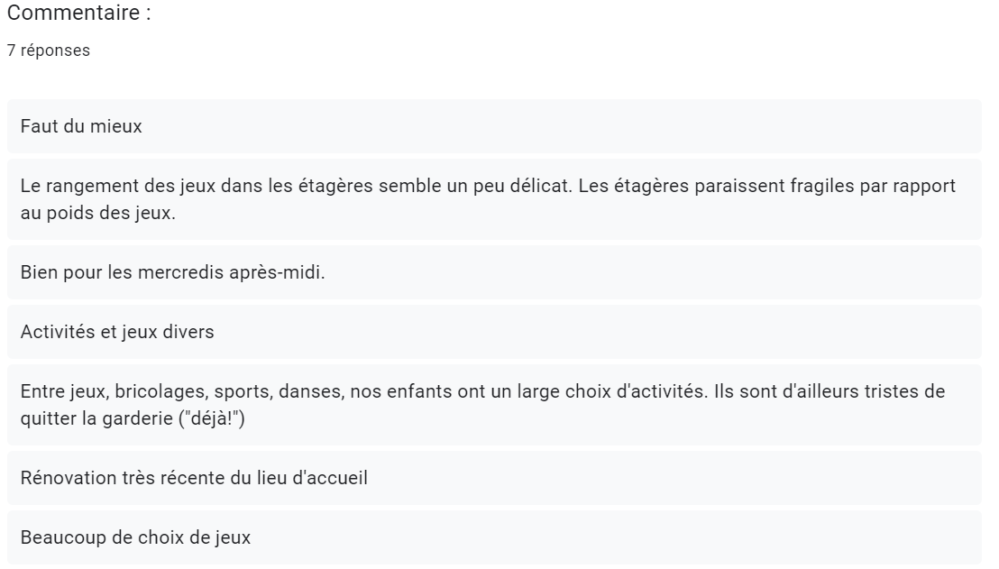 Commentaire :
7 réponses
Faut du mieux
Le rangement des jeux dans les étagères semble un peu délicat. Les étagères paraissent fragiles par rapport
au poids des jeux.
Bien pour les mercredis après-midi.
Activités et jeux divers
Entre jeux, bricolages, sports, danses, nos enfants ont un large choix d'activités. Ils sont d'ailleurs tristes de
quitter la garderie ("déjà!")
Rénovation très récente du lieu d'accueil
Beaucoup de choix de jeux